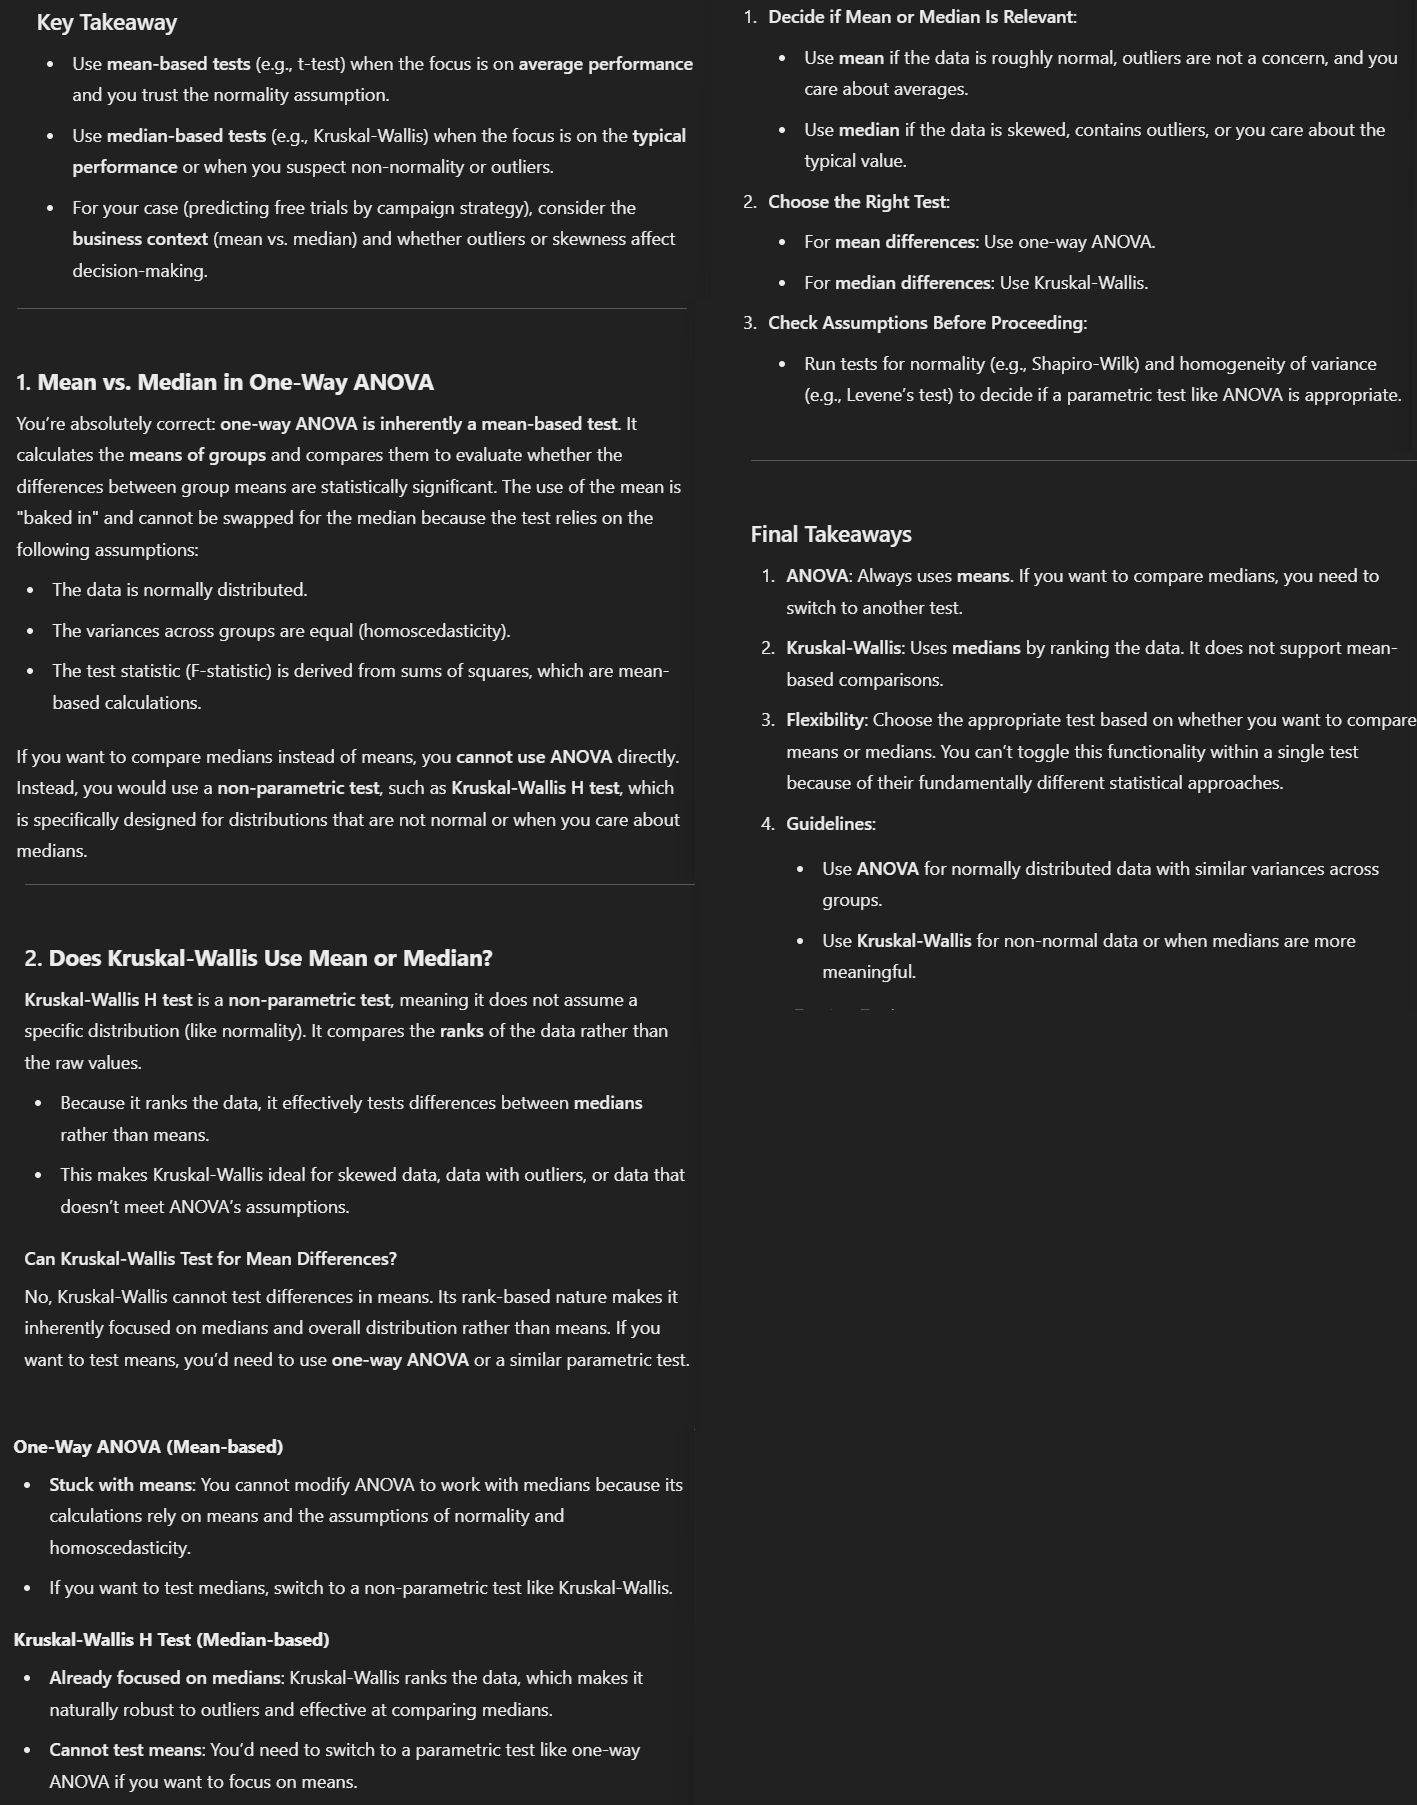 Key Takeaway
• Use mean-based tests (e.g., t-test) when the focus is on average performance
and you trust the normality assumption.
• Use median-based tests (e.g., Kruskal-Wallis) when the focus is on the typical
performance or when you suspect non-normality or outliers.
• For your case (predicting free trials by campaign strategy), consider the
business context (mean vs. median) and whether outliers or skewness affect
decision-making.
1. Mean vs. Median in One-Way ANOVA
You’re absolutely correct: one-way ANOVA is inherently a mean-based test. It
calculates the means of groups and compares them to evaluate whether the
differences between group means are statistically significant. The use of the mean is
"baked in" and cannot be swapped for the median because the test relies on the
following assumptions:
• The data is normally distributed.
• The variances across groups are equal (homoscedasticity).
• The test statistic (F-statistic) is derived from sums of squares, which are mean-
based calculations.
If you want to compare medians instead of means, you cannot use ANOVA directly.
Instead, you would use a non-parametric test, such as Kruskal-Wallis H test, which
is specifically designed for distributions that are not normal or when you care about
medians.
2. Does Kruskal-Wallis Use Mean or Median?
Kruskal-Wallis H test is a non-parametric test, meaning it does not assume a
specific distribution (like normality). It compares the ranks of the data rather than
the raw values.
• Because it ranks the data, it effectively tests differences between medians
rather than means.
• This makes Kruskal-Wallis ideal for skewed data, data with outliers, or data that
doesn’t meet ANOVA’s assumptions.
Can Kruskal-Wallis Test for Mean Differences?
No, Kruskal-Wallis cannot test differences in means. Its rank-based nature makes it
inherently focused on medians and overall distribution rather than means. If you
want to test means, you’d need to use one-way ANOVA or a similar parametric test.
One-Way ANOVA (Mean-based)
• Stuck with means: You cannot modify ANOVA to work with medians because its
calculations rely on means and the assumptions of normality and
homoscedasticity.
• If you want to test medians, switch to a non-parametric test like Kruskal-Wallis.
Kruskal-Wallis H Test (Median-based)
• Already focused on medians: Kruskal-Wallis ranks the data, which makes it
naturally robust to outliers and effective at comparing medians.
• Cannot test means: You’d need to switch to a parametric test like one-way
ANOVA if you want to focus on means.
1. Decide if Mean or Median Is Relevant:
• Use mean if the data is roughly normal, outliers are not a concern, and you
care about averages.
• Use median if the data is skewed, contains outliers, or you care about the
typical value.
2. Choose the Right Test:
• For mean differences: Use one-way ANOVA.
• For median differences: Use Kruskal-Wallis.
3. Check Assumptions Before Proceeding:
• Run tests for normality (e.g., Shapiro-Wilk) and homogeneity of variance
(e.g., Levene’s test) to decide if a parametric test like ANOVA is appropriate.
Final Takeaways
1. ANOVA: Always uses means. If you want to compare medians, you need to
switch to another test.
2. Kruskal-Wallis: Uses medians by ranking the data. It does not support mean-
based comparisons.
3. Flexibility: Choose the appropriate test based on whether you want to compare
means or medians. You can’t toggle this functionality within a single test
because of their fundamentally different statistical approaches.
4. Guidelines:
• Use ANOVA for normally distributed data with similar variances across
groups.
• Use Kruskal-Wallis for non-normal data or when medians are more
meaningful.